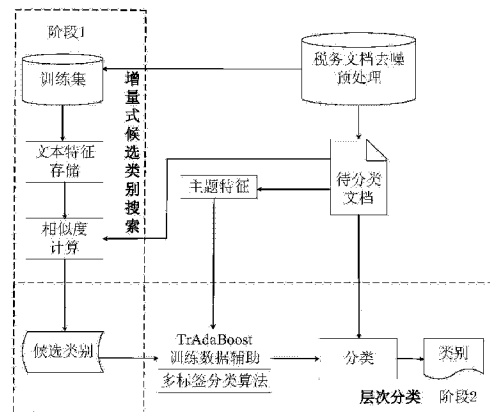 阶段1
训练集
税务文档去噪
预处理
增量式候选类别搜索
文本特征
存储
主题特征
待分类
文档
相似度
计算
候选类别
TrAdaBoost
训练数据辅助
多标签分类算法
分类
类别
层次分类 阶段2